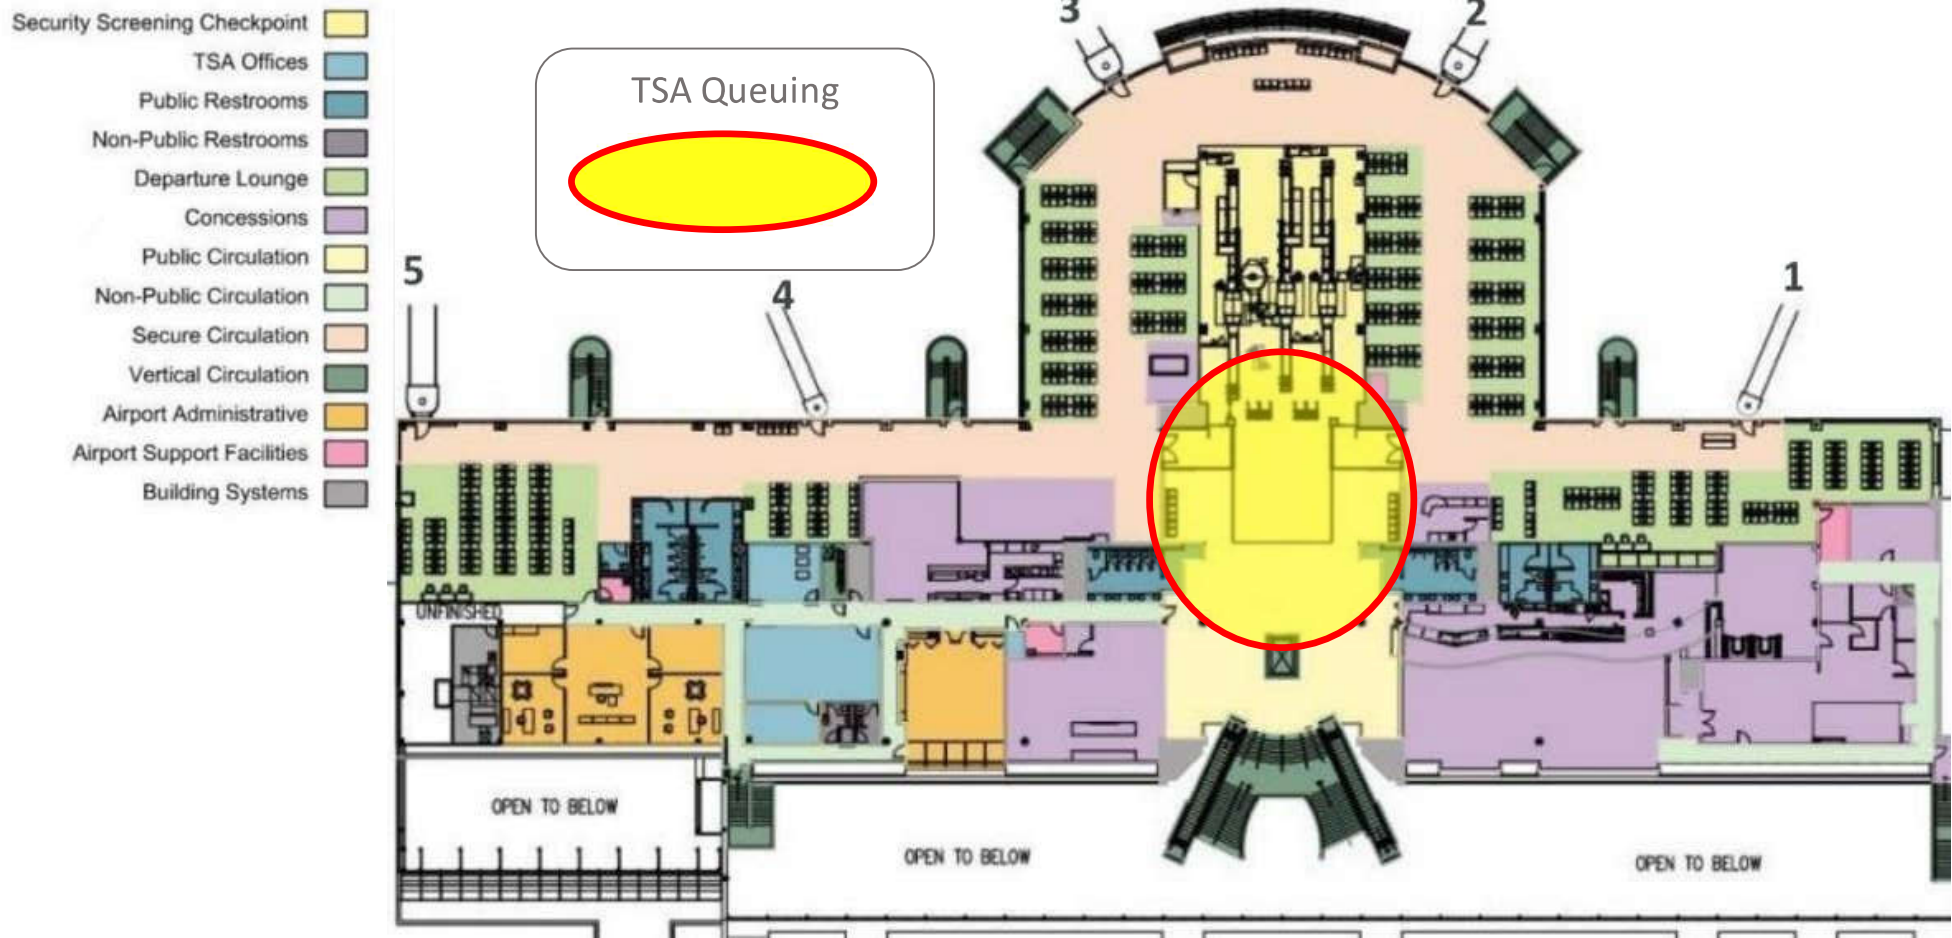 Security Screening Checkpoint
TSA Offices
Public Restrooms
Non-Public Restrooms
Departure Lounge
Concessions
Public Circulation
Non-Public Circulation
Secure Circulation
Vertical Circulation
Airport Administrative
Airport Support Facilities
Building Systems
TSA Queuing
3
2
5
4
1
UNFINISHED
OPEN TO BELOW
OPEN TO BELOW
OPEN TO BELOW